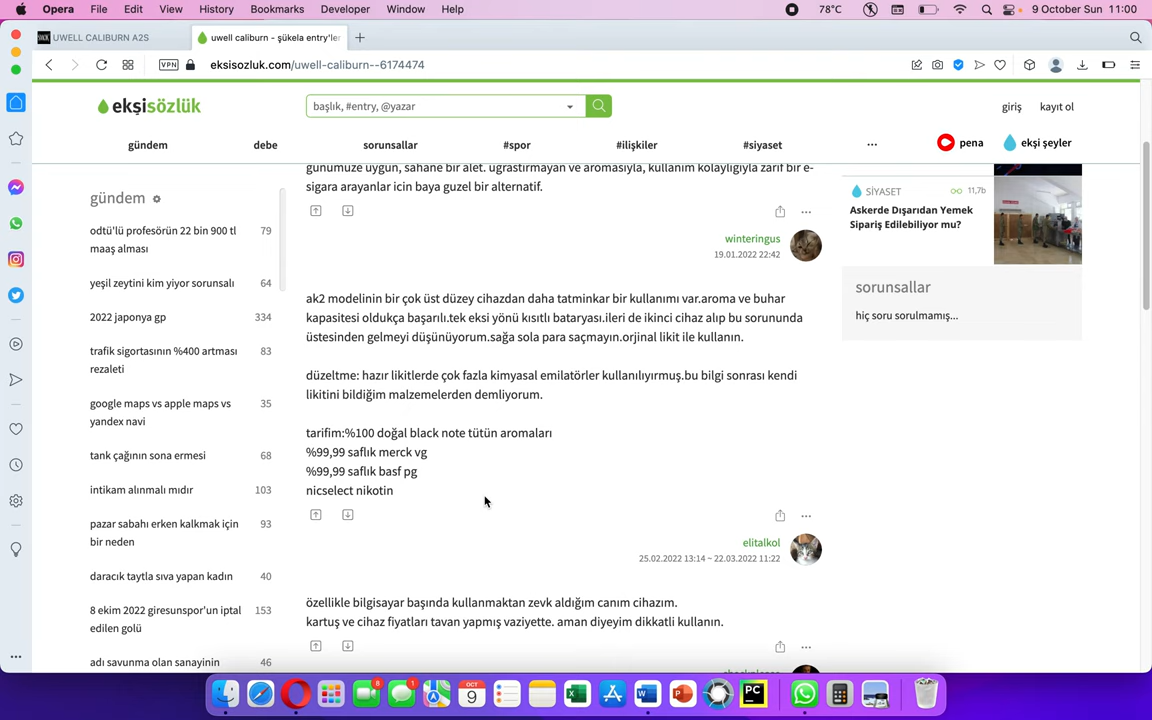 Opera File Edit View History Bookmarks Developer Window Help 78°C 9 October Sun 11:00
UWELL CALIBURN A2S
uwell caliburn - şükela entry'ler
VPN eksisozluk.com/uwell-caliburn--6174474
ekşisözlük
başlık, #entry, @yazar
giriş kayıt ol
gündem debe sorunsallar #spor #ilişkiler #siyaset ... pena ekşi şeyler
gündem
odtü'lü profesörün 22 bin 900 tl 79
maaş alması
yeşil zeytini kim yiyor sorunsalı 64
2022 japonya gp 334
trafik sigortasının %400 artması 83
rezaleti
google maps vs apple maps vs 35
yandex navi
tank çağının sona ermesi 68
intikam alınmalı mıdır 103
pazar sabahı erken kalkmak için 93
bir neden
daracık taytla sıva yapan kadın 40
8 ekim 2022 giresunspor'un iptal 153
edilen golü
adı savunma olan sanayinin 46
günümüze uygun, sahane bir alet. ugrastirmayan ve aromasıyla, kullanım kolaylıgıyla zarif bir e-
sigara arayanlar icin baya guzel bir alternatif.
winteringus
19.01.2022 22:42
ak2 modelinin bir çok üst düzey cihazdan daha tatminkar bir kullanımı var.aroma ve buhar
kapasitesi oldukça başarılı.tek eksi yönü kısıtlı bataryası.ileri de ikinci cihaz alıp bu sorununda
üstesinden gelmeyi düşünüyorum.sağa sola para saçmayın.orjinal likit ile kullanın.
düzeltme: hazır likitlerde çok fazla kimyasal emilatörler kullanılıyırmuş.bu bilgi sonrası kendi
likitini bildiğim malzemelerden demliyorum.
tarifim:%100 doğal black note tütün aromaları
%99,99 saflık merck vg
%99,99 saflık basf pg
nicselect nikotin
elitalkol
25.02.2022 13:14 ~ 22.03.2022 11:22
özellikle bilgisayar başında kullanmaktan zevk aldığım canım cihazım.
kartuş ve cihaz fiyatları tavan yapmış vaziyette. aman diyeyim dikkatli kullanın.
SİYASET 11,7b
Askerde Dışarıdan Yemek
Sipariş Edilebiliyor mu?
sorunsallar
hiç soru sorulmamış...
8 1 OCT 9 PC